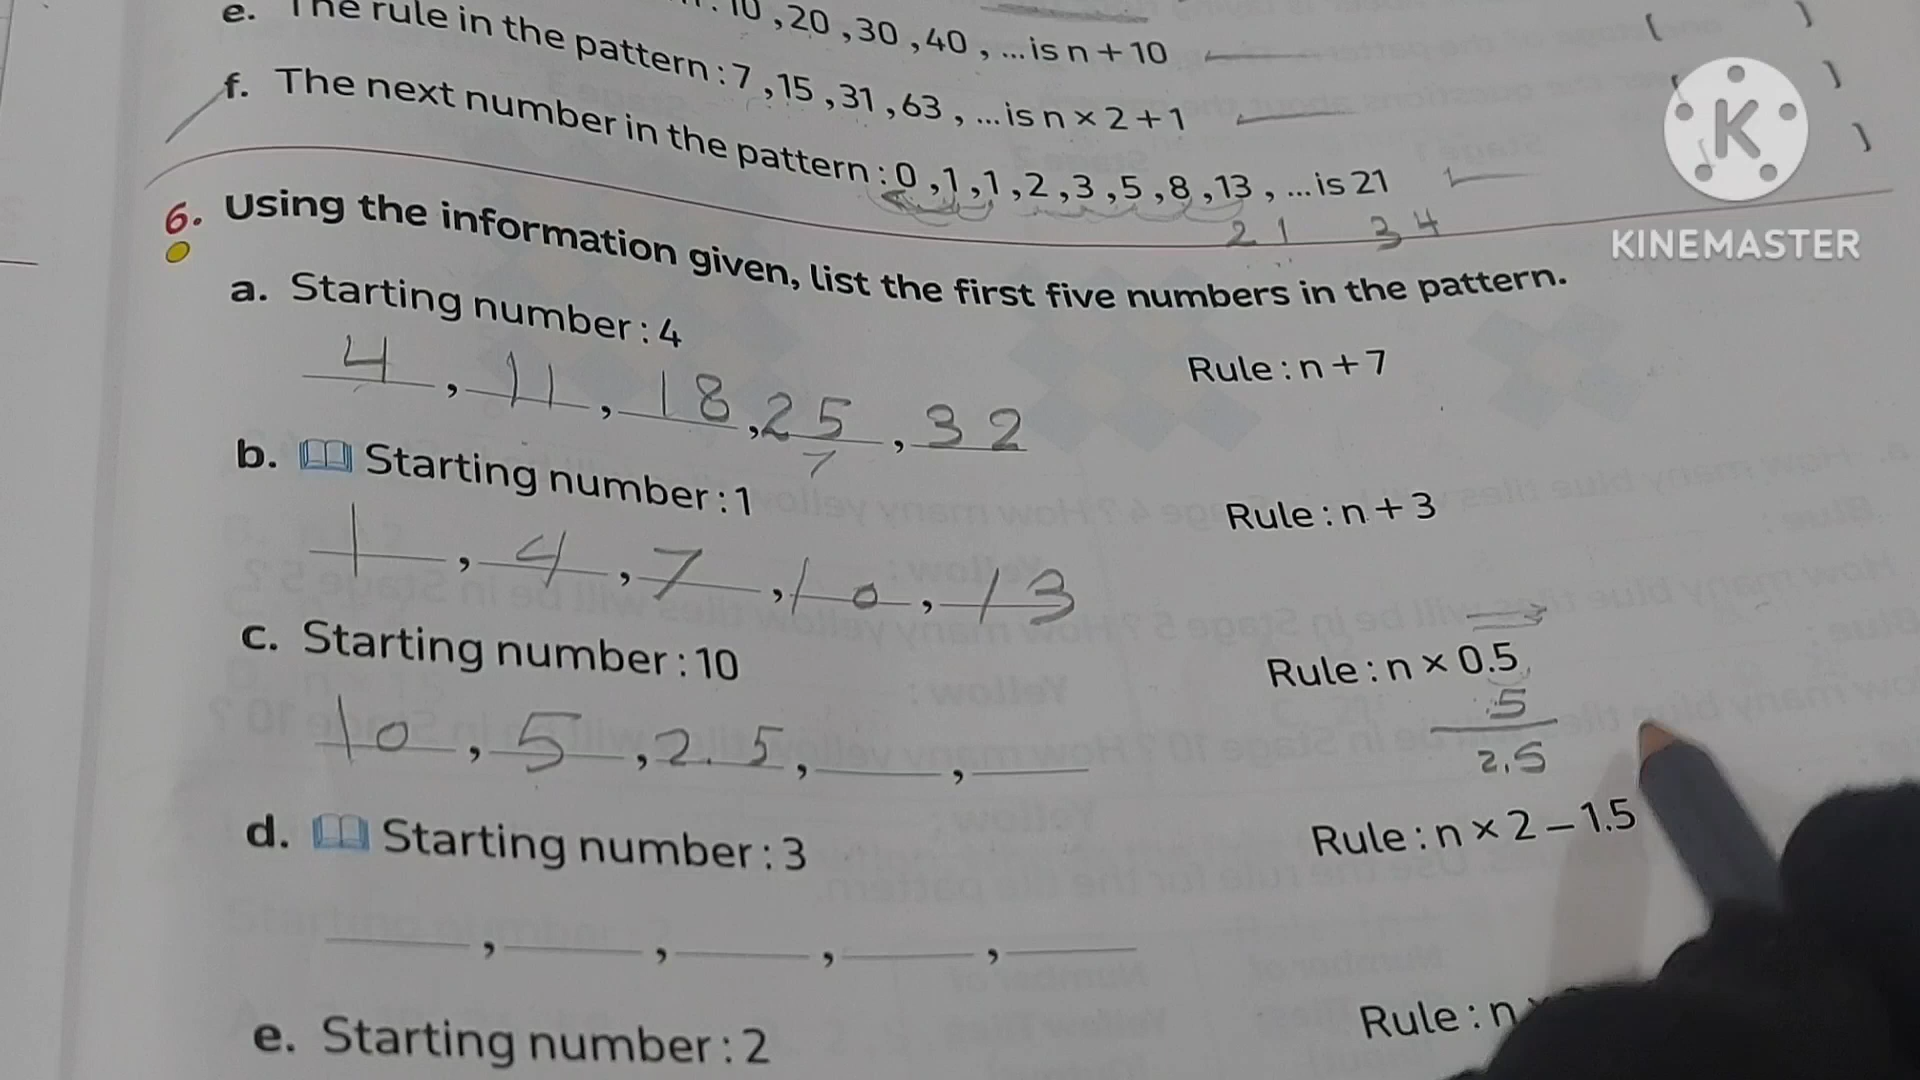 10 , 20 , 30 , 40 , ... is n + 10
e. The rule in the pattern : 7 , 15 , 31 , 63 , ... is n × 2 + 1
f. The next number in the pattern : 0 , 1 , 1 , 2 , 3 , 5 , 8 , 13 , ... is 21
21 34
KINEMASTER
6. Using the information given, list the first five numbers in the pattern.
a. Starting number : 4 Rule : n + 7
4 , 11 , 18 , 25 , 32
7
b. Starting number : 1 Rule : n + 3
1 , 4 , 7 , 10 , 13
c. Starting number : 10 Rule : n × 0.5
5
10 , 5 , 2.5 ,
2.5
d. Starting number : 3 Rule : n × 2 – 1.5
e. Starting number : 2 Rule : n